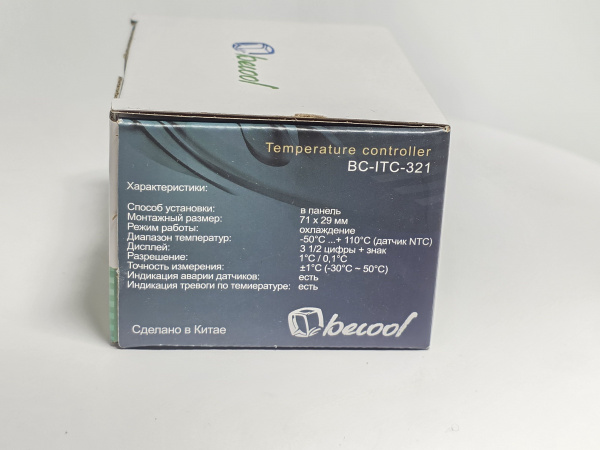 becool
Temperature controller
BC-ITC-321
Характеристики:
Способ установки: в панель
Монтажный размер: 71 x 29 мм
Режим работы: охлаждение
Диапазон температур: -50°C ...+ 110°C (датчик NTC)
Дисплей: 3 1/2 цифры + знак
Разрешение: 1°C / 0,1°C
Точность измерения: ±1°C (-30°C ~ 50°C)
Индикация аварии датчиков: есть
Индикация тревоги по темиературе: есть
Сделано в Китае
becool